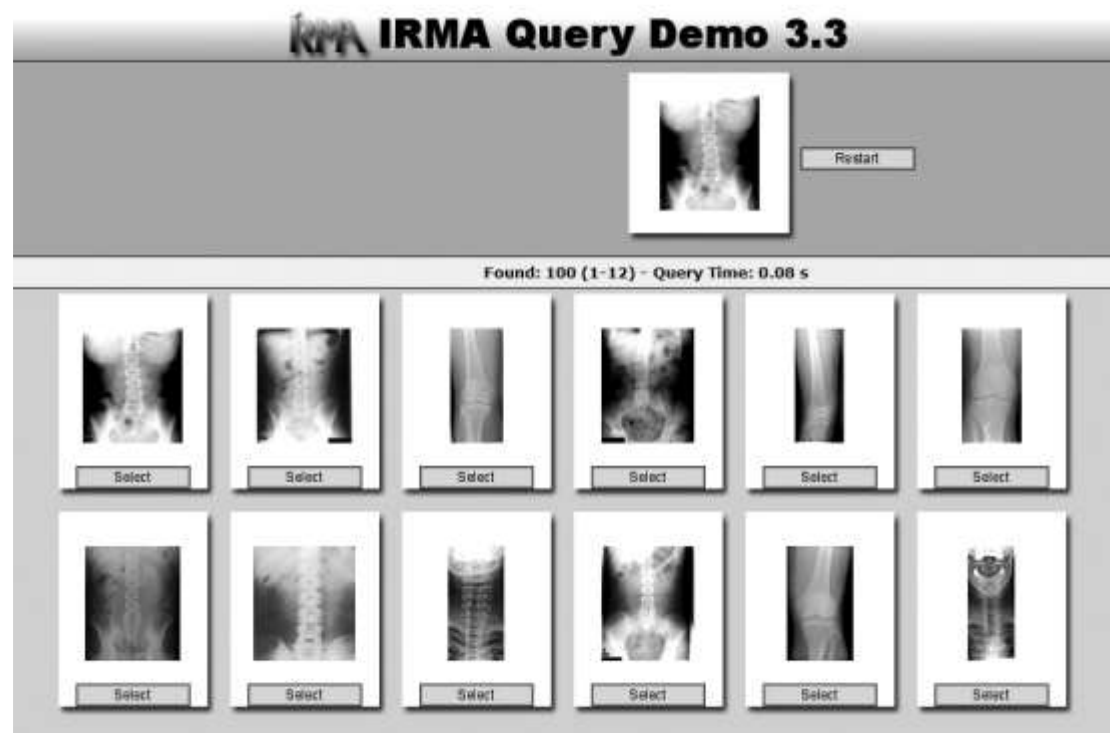 IRMA IRMA Query Demo 3.3
Restart
Found: 100 (1-12) - Query Time: 0.08 s
Select Select Select Select Select Select
Select Select Select Select Select Select